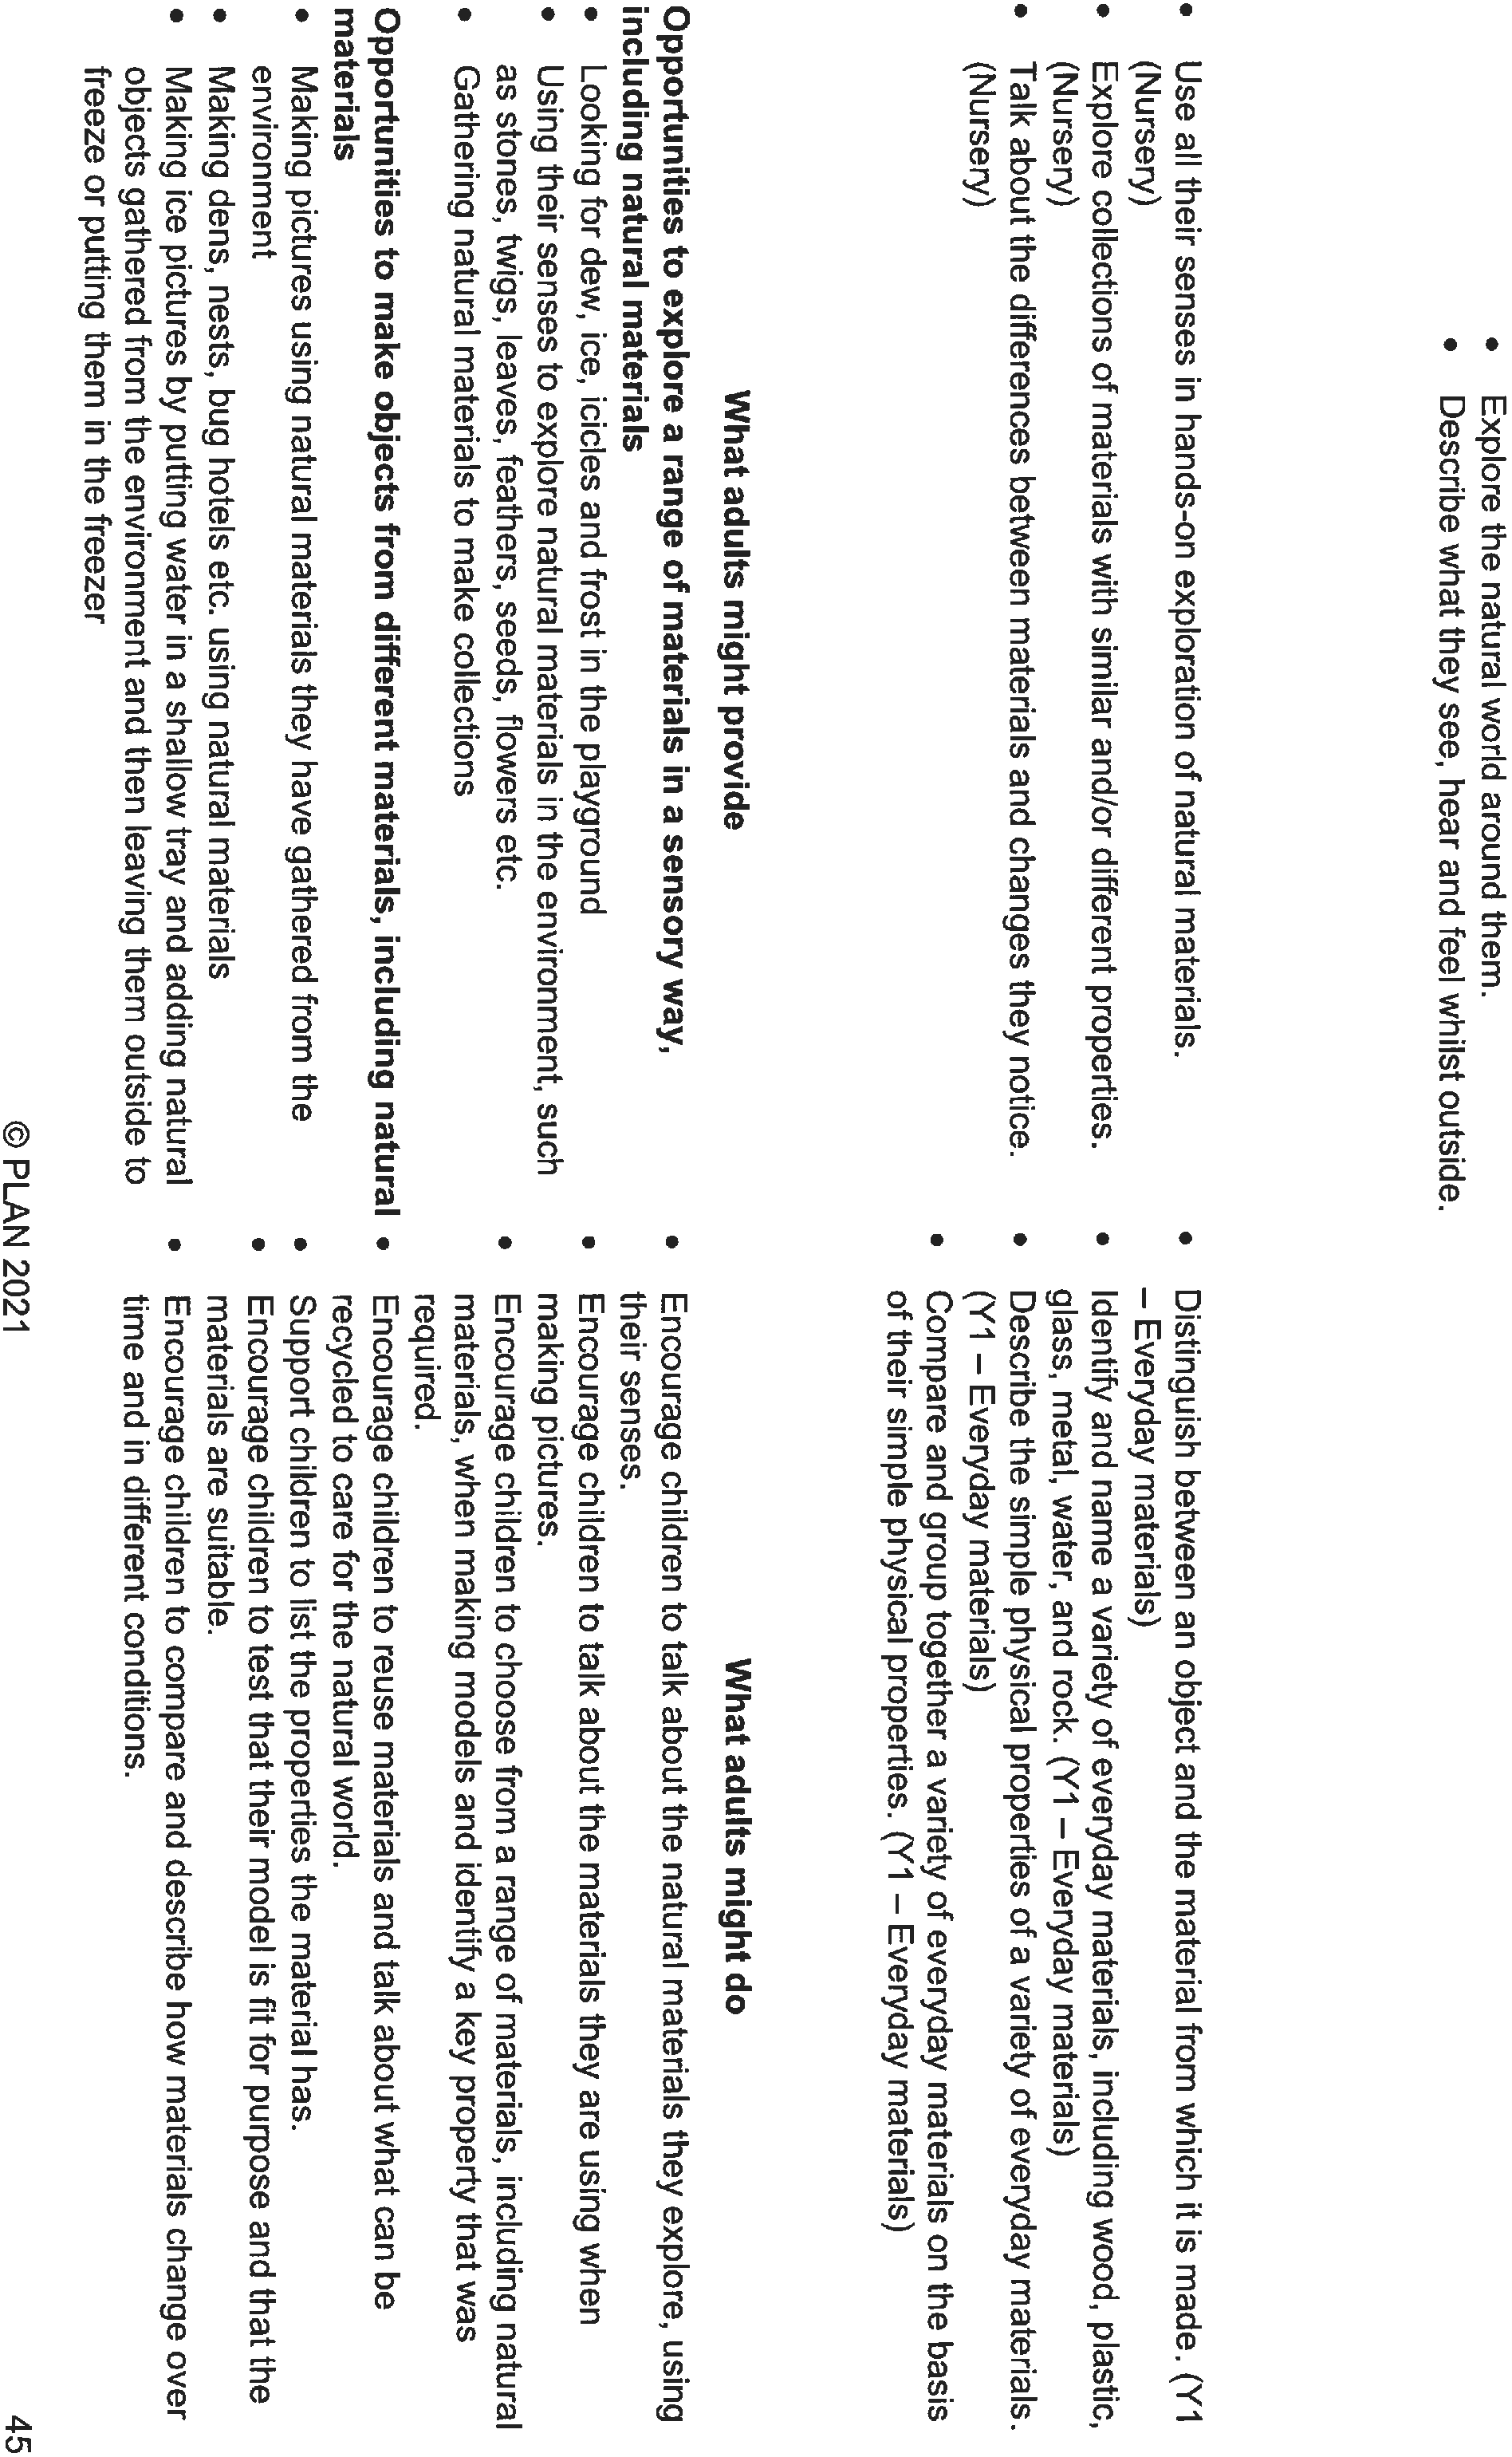 • Explore the natural world around them.
• Describe what they see, hear and feel whilst outside.
• Use all their senses in hands-on exploration of natural materials.
(Nursery)
• Explore collections of materials with similar and/or different properties.
(Nursery)
• Talk about the differences between materials and changes they notice.
(Nursery)
• Distinguish between an object and the material from which it is made. (Y1
– Everyday materials)
• Identify and name a variety of everyday materials, including wood, plastic,
glass, metal, water, and rock. (Y1 – Everyday materials)
• Describe the simple physical properties of a variety of everyday materials.
(Y1 – Everyday materials)
• Compare and group together a variety of everyday materials on the basis
of their simple physical properties. (Y1 – Everyday materials)
What adults might provide
Opportunities to explore a range of materials in a sensory way,
including natural materials
• Looking for dew, ice, icicles and frost in the playground
• Using their senses to explore natural materials in the environment, such
as stones, twigs, leaves, feathers, seeds, flowers etc.
• Gathering natural materials to make collections
Opportunities to make objects from different materials, including natural
materials
• Making pictures using natural materials they have gathered from the
environment
• Making dens, nests, bug hotels etc. using natural materials
• Making ice pictures by putting water in a shallow tray and adding natural
objects gathered from the environment and then leaving them outside to
freeze or putting them in the freezer
What adults might do
• Encourage children to talk about the natural materials they explore, using
their senses.
• Encourage children to talk about the materials they are using when
making pictures.
• Encourage children to choose from a range of materials, including natural
materials, when making models and identify a key property that was
required.
• Encourage children to reuse materials and talk about what can be
recycled to care for the natural world.
• Support children to list the properties the material has.
• Encourage children to test that their model is fit for purpose and that the
materials are suitable.
• Encourage children to compare and describe how materials change over
time and in different conditions.
© PLAN 2021
45